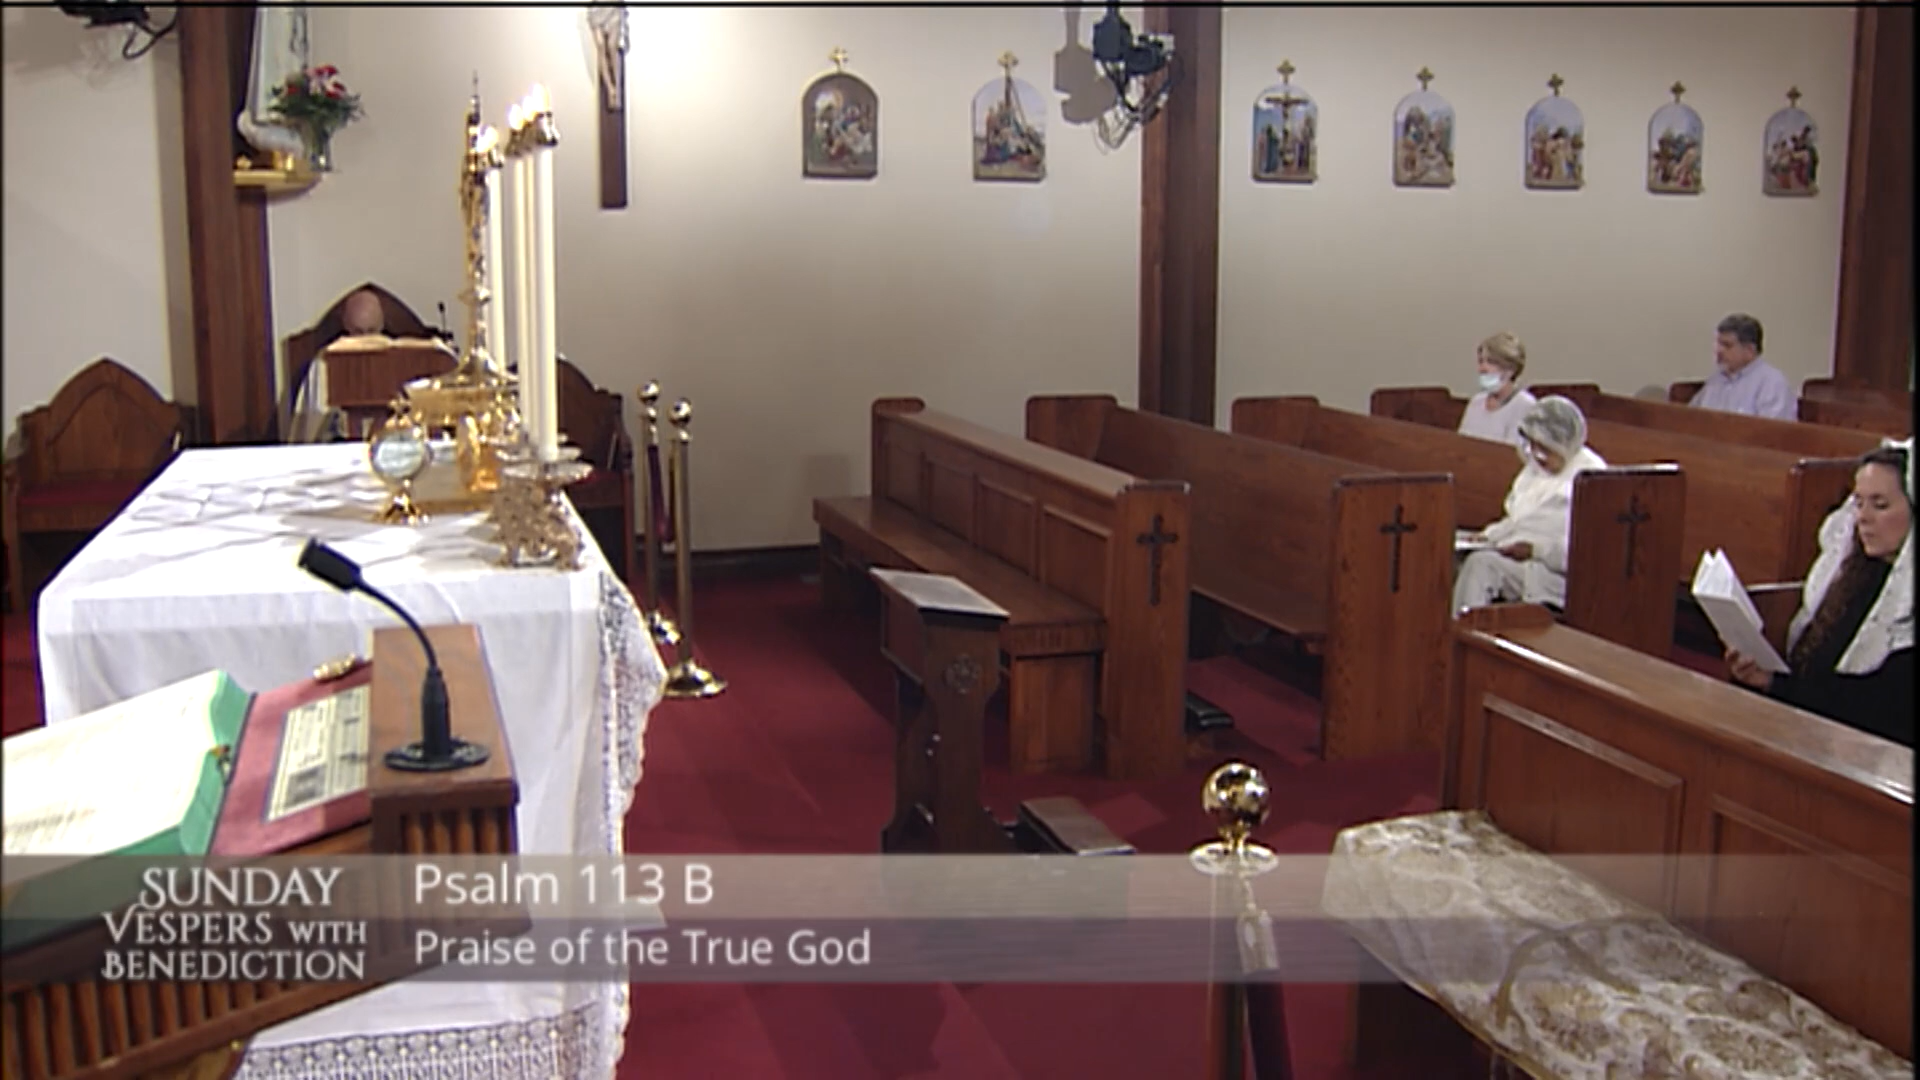 SUNDAY
VESPERS WITH
BENEDICTION
Psalm 113 B
Praise of the True God